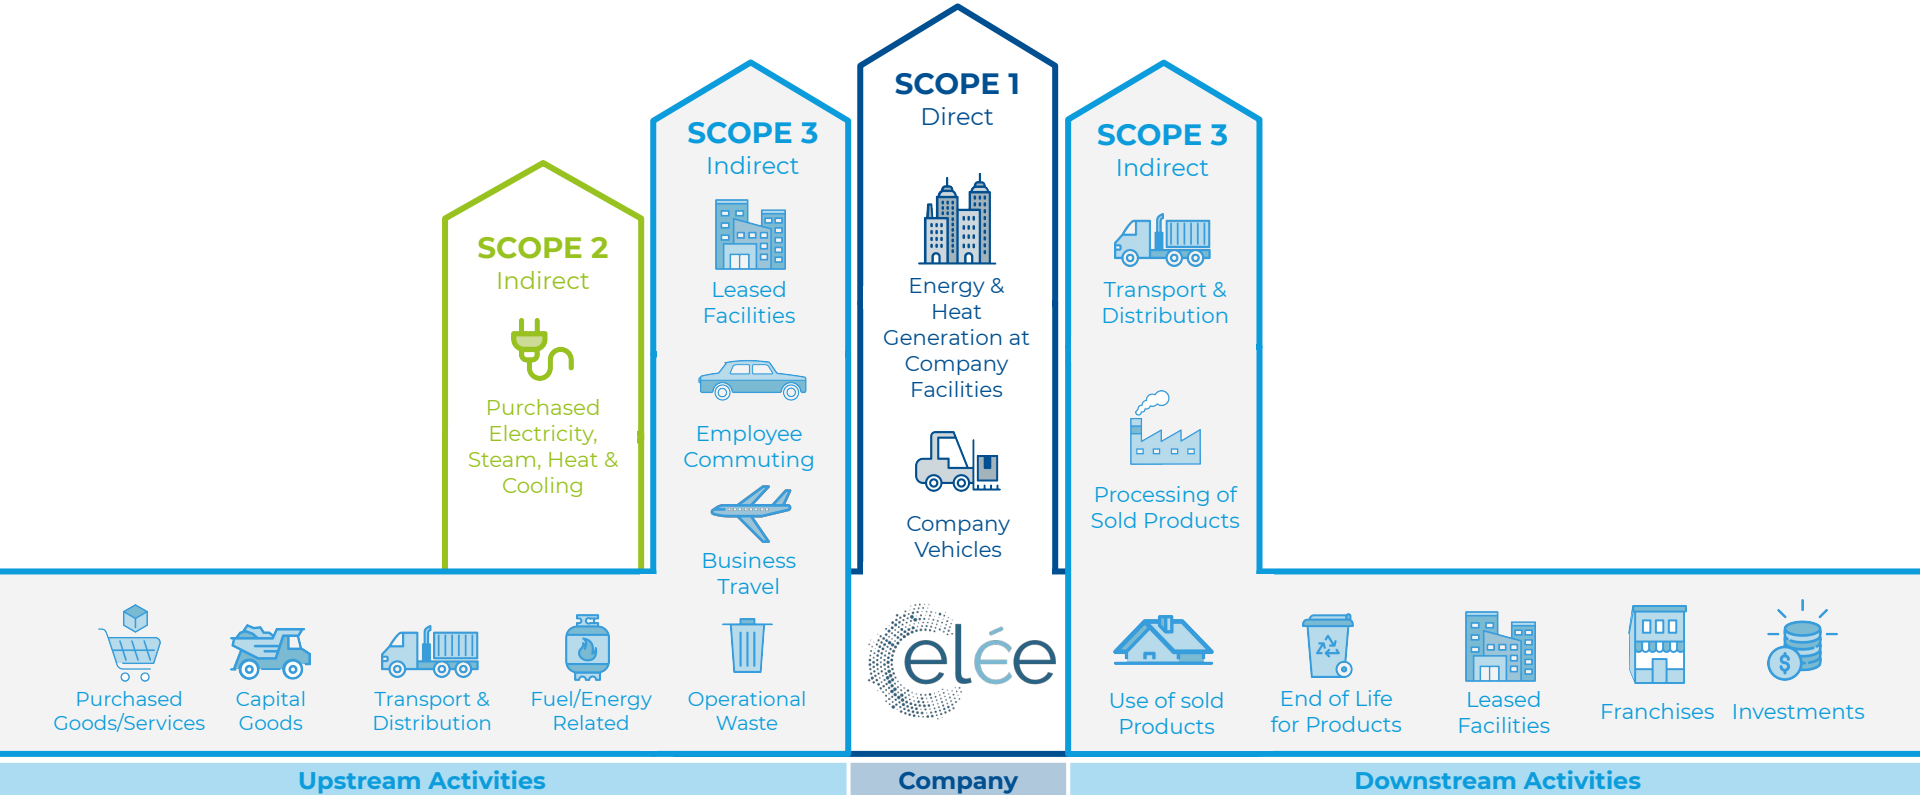 SCOPE 2
Indirect
Purchased
Electricity,
Steam, Heat &
Cooling
SCOPE 3
Indirect
Leased
Facilities
Employee
Commuting
Business
Travel
SCOPE 1
Direct
Energy &
Heat
Generation at
Company
Facilities
Company
Vehicles
SCOPE 3
Indirect
Transport &
Distribution
Processing of
Sold Products
Purchased
Goods/Services
Capital
Goods
Transport &
Distribution
Fuel/Energy
Related
Operational
Waste
elée
Use of sold
Products
End of Life
for Products
Leased
Facilities
Franchises
$
Investments
Upstream Activities
Company
Downstream Activities